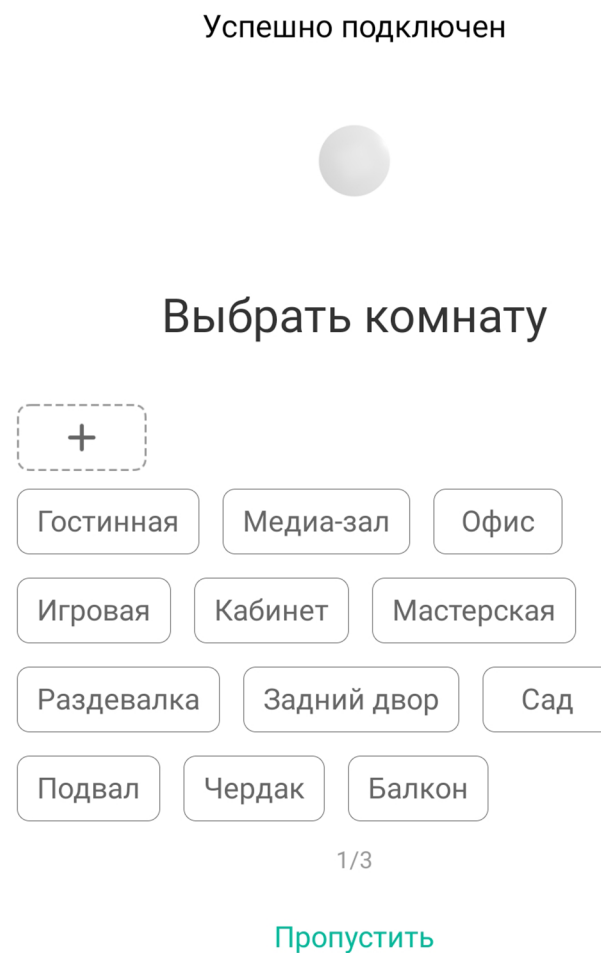 Успешно подключен
Выбрать комнату
+
Гостинная Медиа-зал Офис
Игровая Кабинет Мастерская
Раздевалка Задний двор Сад
Подвал Чердак Балкон
1/3
Пропустить